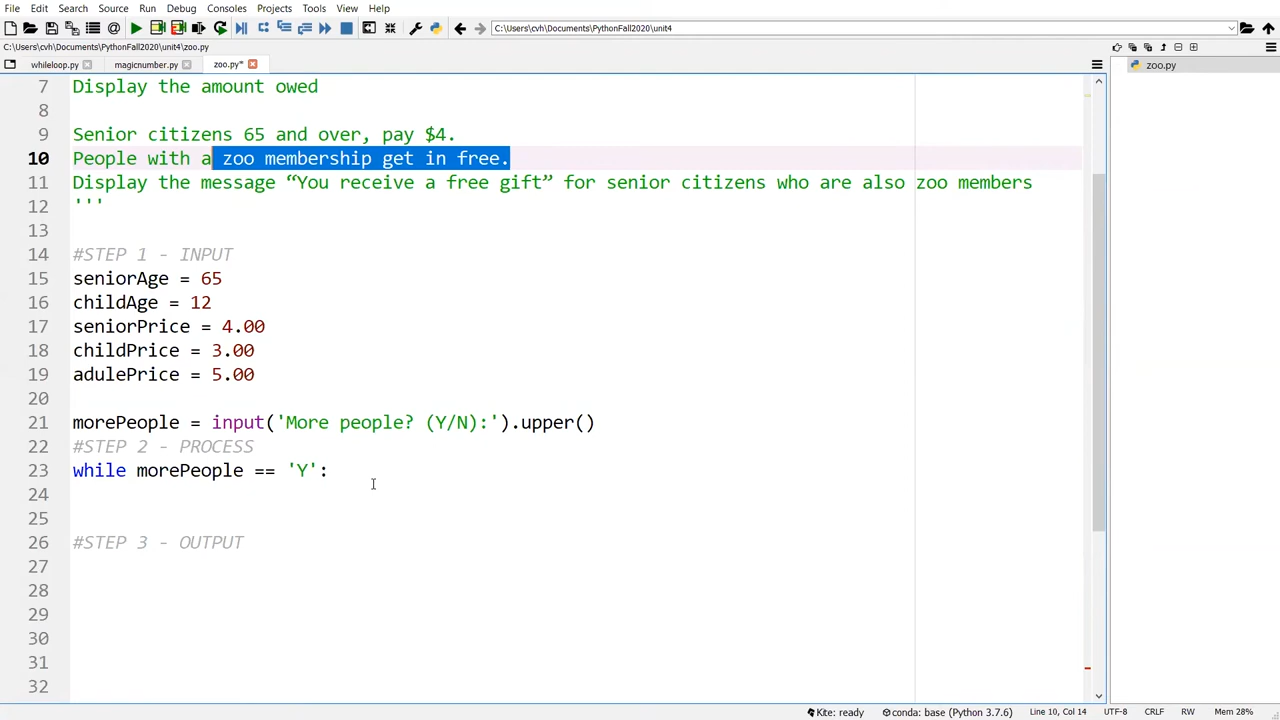 File Edit Search Source Run Debug Consoles Projects Tools View Help
C:\Users\cvh\Documents\PythonFall2020\unit4
C:\Users\cvh\Documents\PythonFall2020\unit4\zoo.py
whileloop.py magicnumber.py zoo.py* zoo.py
7 Display the amount owed
8
9 Senior citizens 65 and over, pay $4.
10 People with a zoo membership get in free.
11 Display the message “You receive a free gift” for senior citizens who are also zoo members
12 '''
13
14 #STEP 1 - INPUT
15 seniorAge = 65
16 childAge = 12
17 seniorPrice = 4.00
18 childPrice = 3.00
19 adulePrice = 5.00
20
21 morePeople = input('More people? (Y/N):').upper()
22 #STEP 2 - PROCESS
23 while morePeople == 'Y':
24
25
26 #STEP 3 - OUTPUT
27
28
29
30
31
32
Kite: ready conda: base (Python 3.7.6) Line 10, Col 14 UTF-8 CRLF RW Mem 28%